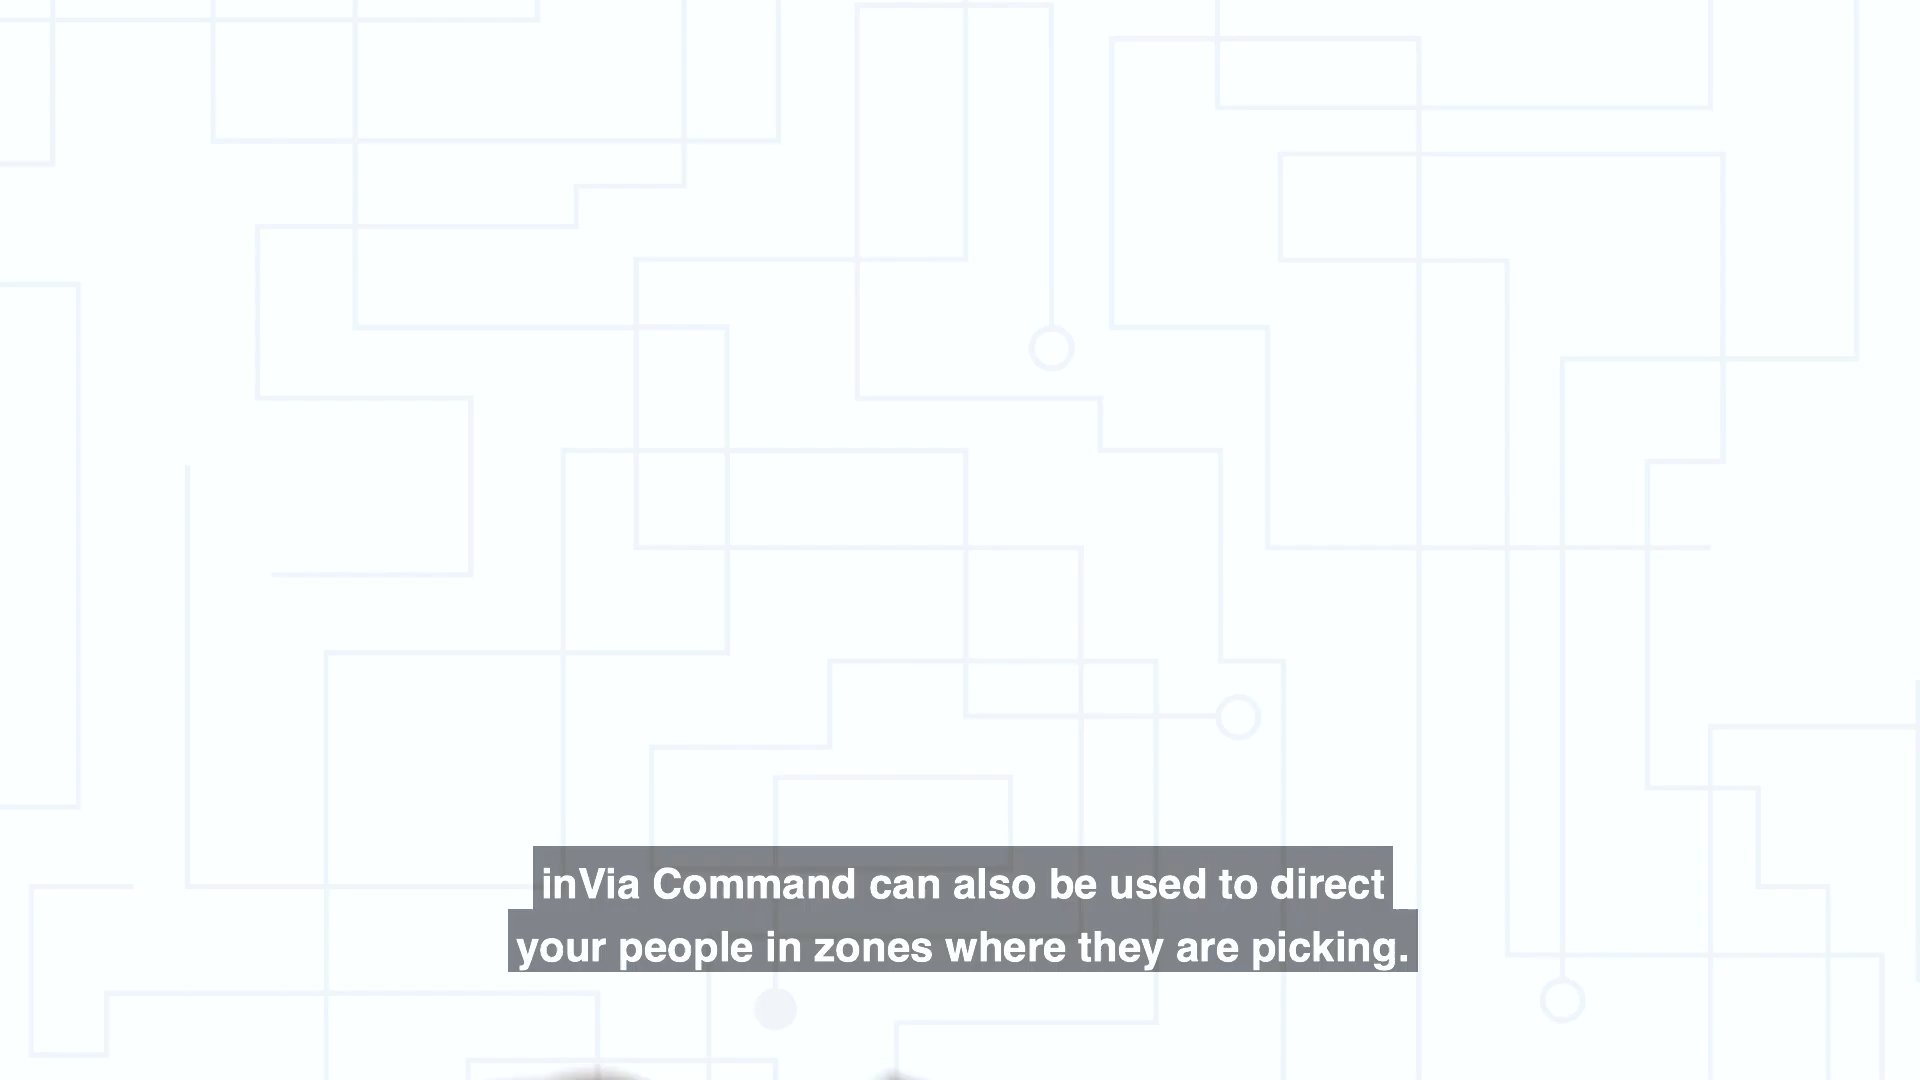 inVia Command can also be used to direct
your people in zones where they are picking.